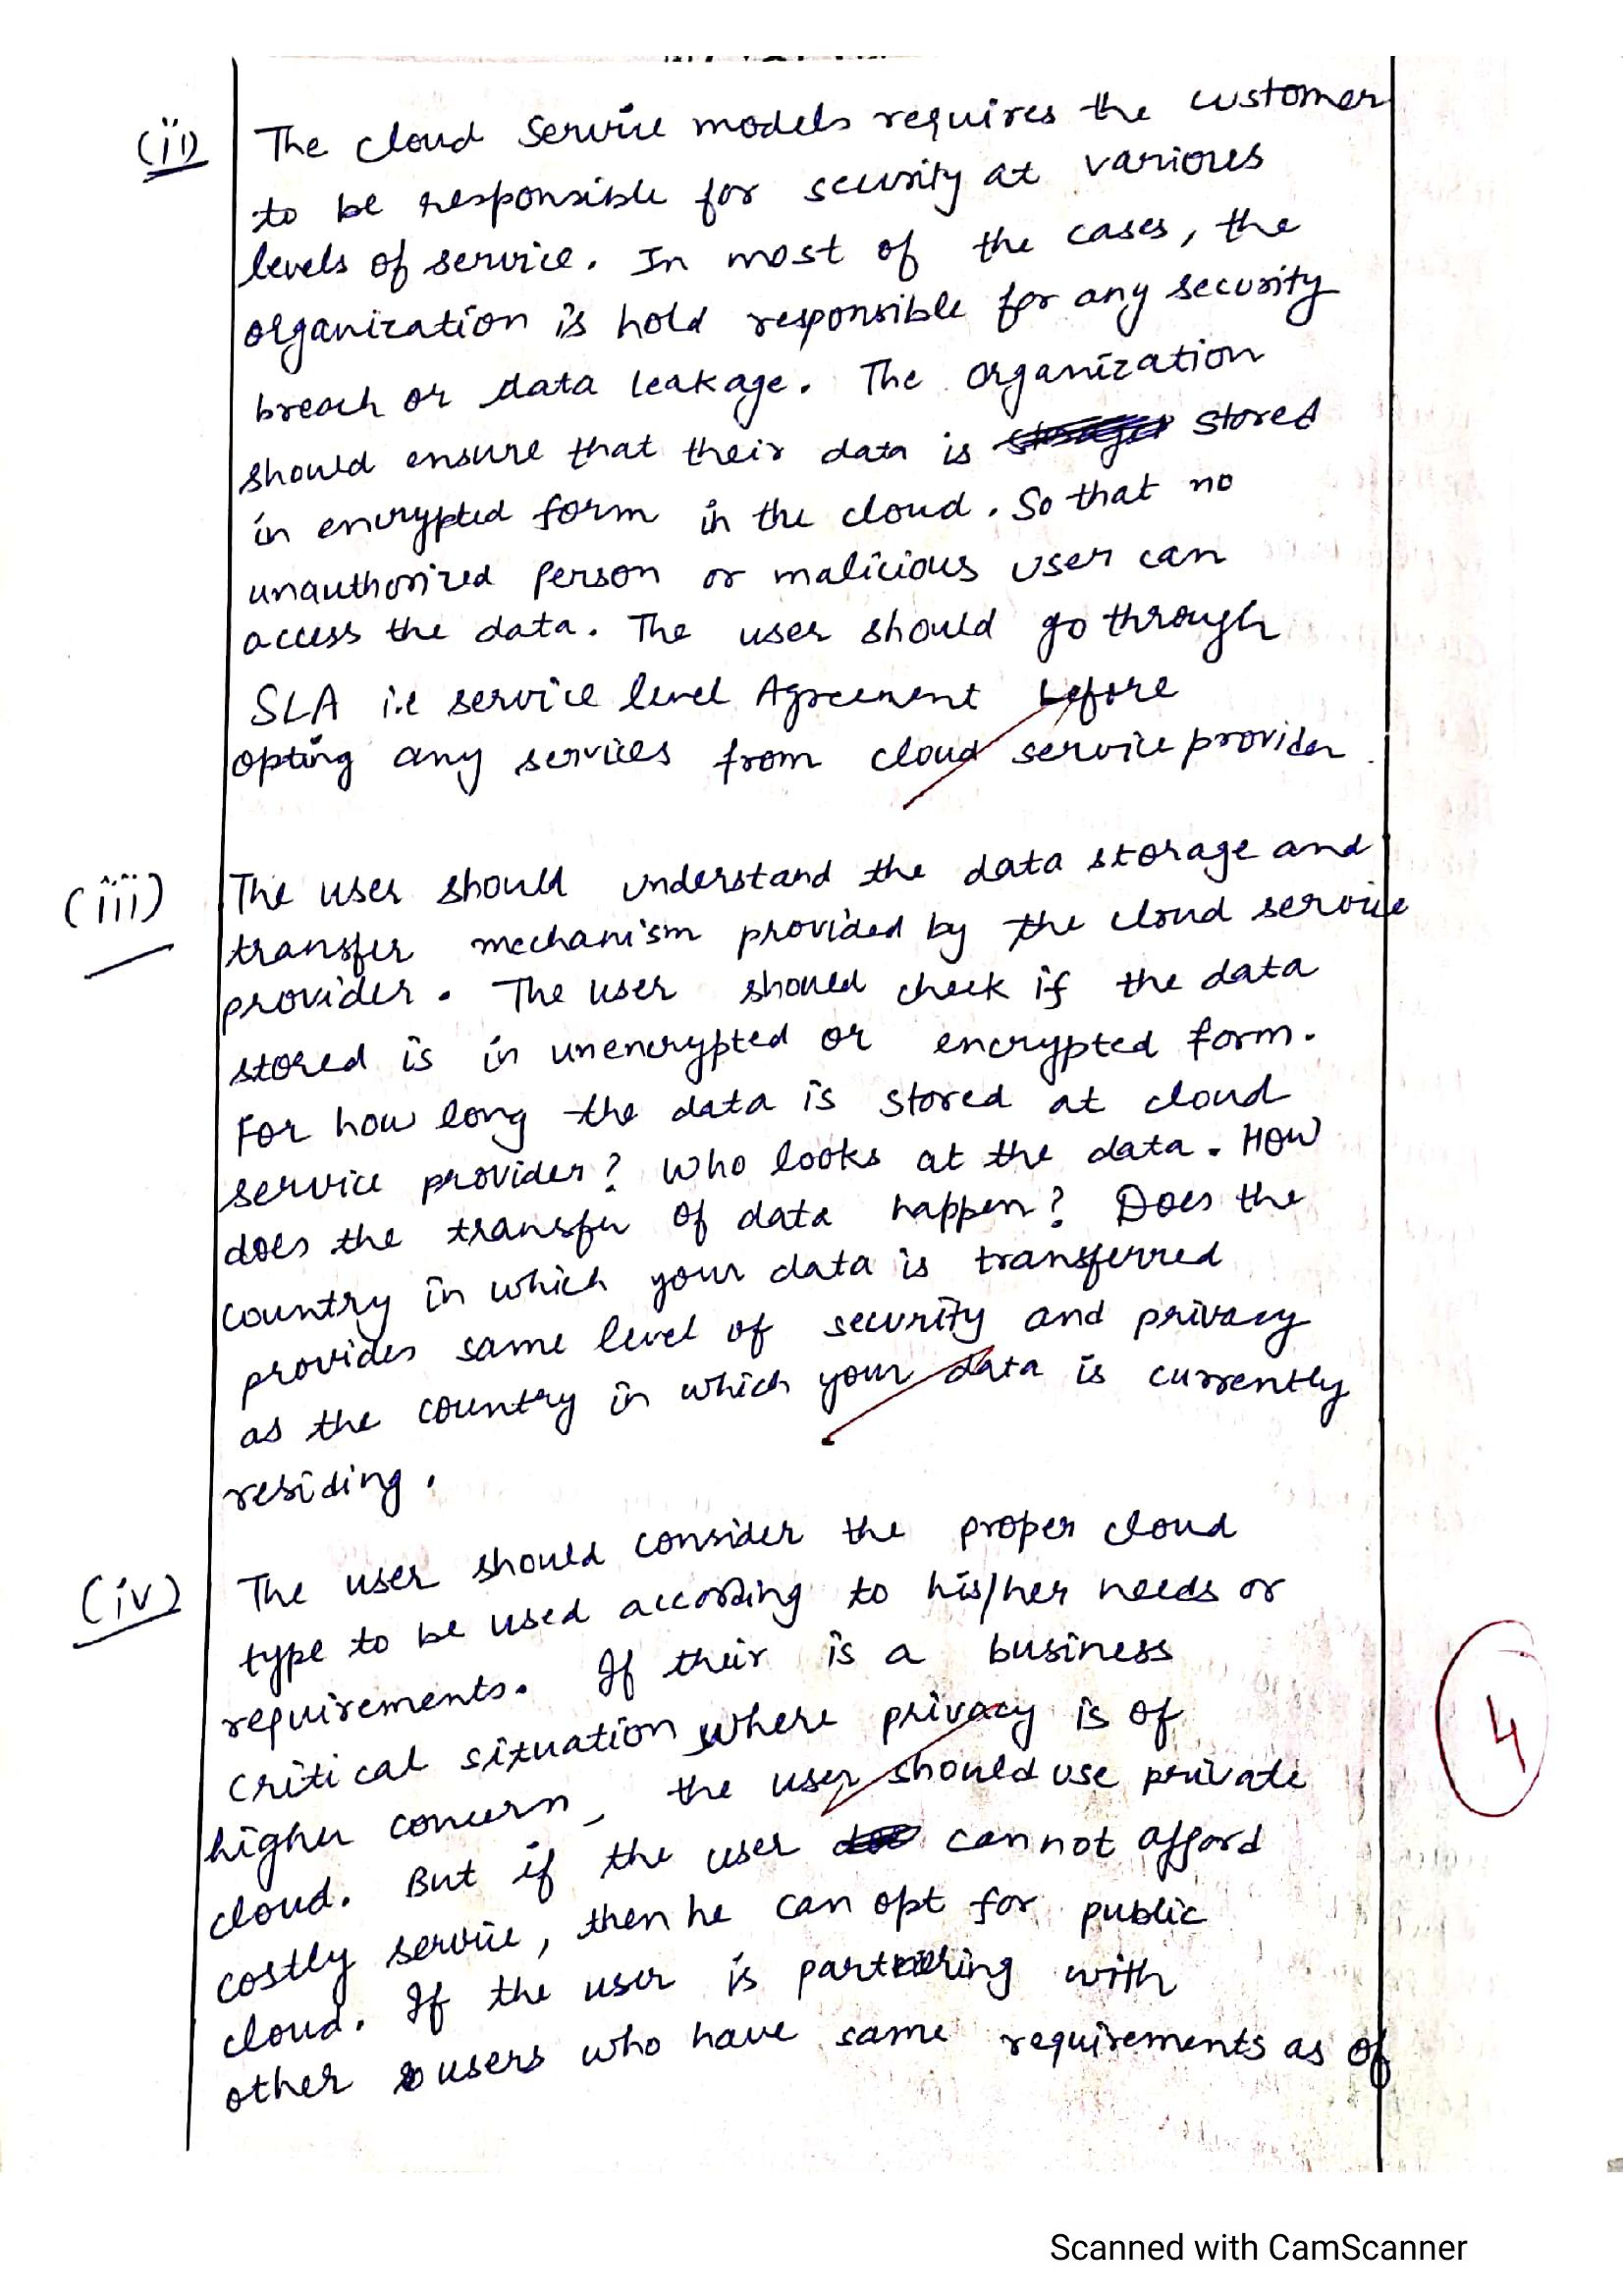 (ii) The cloud service models requires the customer
to be responsible for security at various
levels of service. In most of the cases, the
organization is hold responsible for any security
breach or data leakage. The organization
should ensure that their data is stored
in encrypted form in the cloud. So that no
unauthorized person or malicious user can
access the data. The user should go through
SLA i.e service level Agreement before
opting any services from cloud service provider.
(iii) The user should understand the data storage and
transfer mechanism provided by the cloud service
provider. The user should check if the data
stored is in unencrypted or encrypted form.
For how long the data is stored at cloud
service provider? Who looks at the data. How
does the transfer of data happen? Does the
country in which your data is transferred
provides same level of security and privacy
as the country in which your data is currently
residing.
(iv) The user should consider the proper cloud
type to be used according to his/her needs or
requirements. If their is a business
critical situation where privacy is of
higher concern, the user should use private
cloud. But if the user cannot afford
costly service, then he can opt for public
cloud. If the user is partnering with
other users who have same requirements as of
4
Scanned with CamScanner